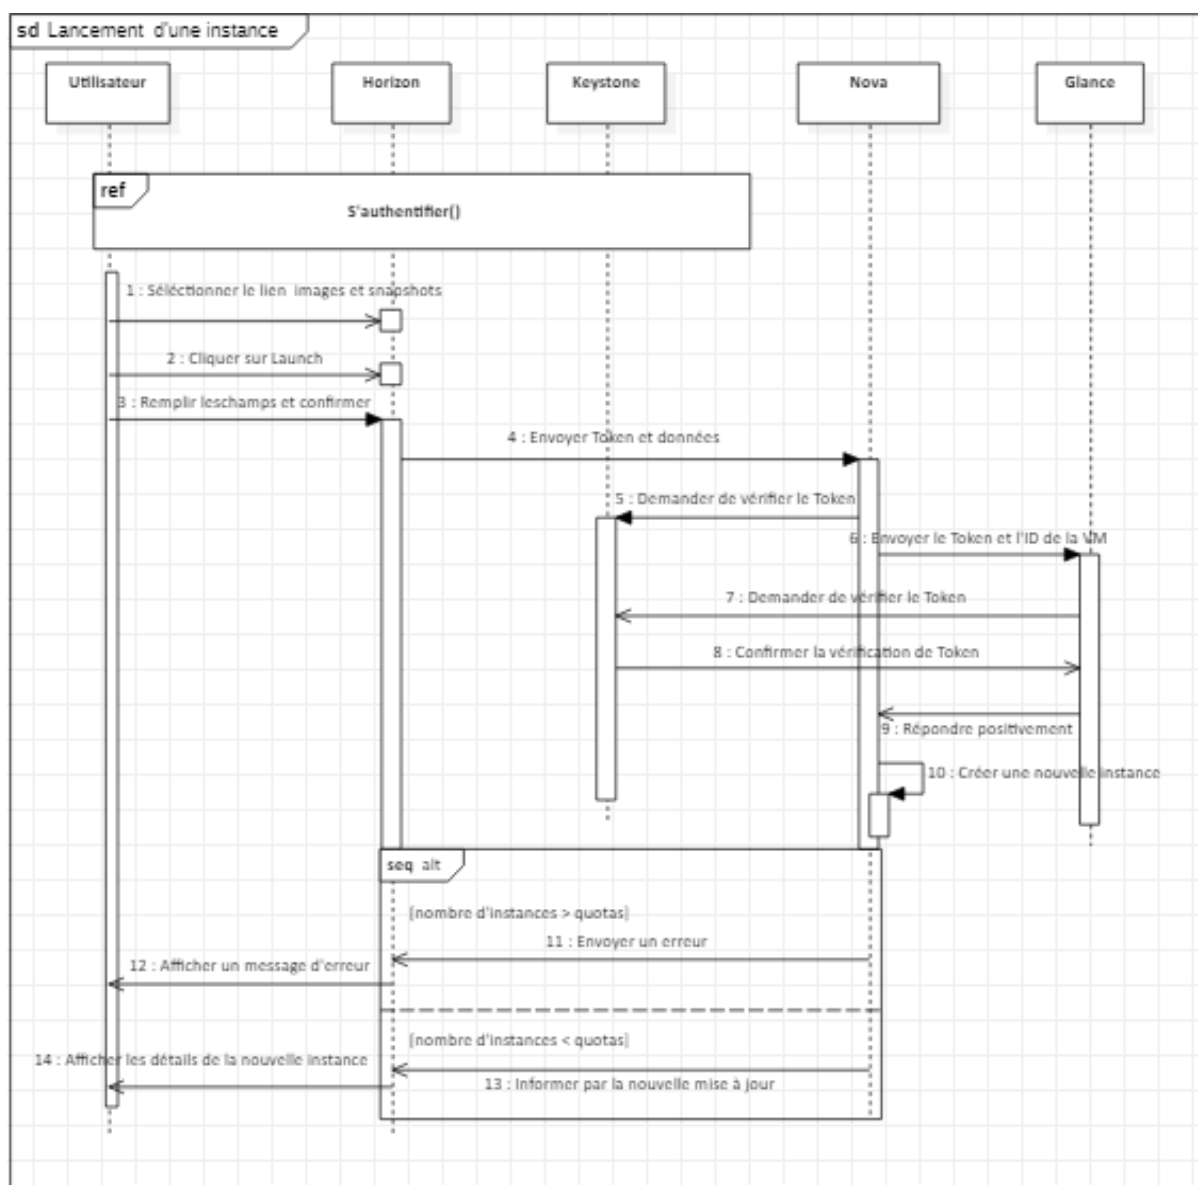 sd Lancement d'une instance
Utilisateur
Horizon
Keystone
Nova
Glance
ref
S'authentifier()
1 : Séléctionner le lien images et snapshots
2 : Cliquer sur Launch
3 : Remplir leschamps et confirmer
4 : Envoyer Token et données
5 : Demander de vérifier le Token
6 : Envoyer le Token et l'ID de la VM
7 : Demander de vérifier le Token
8 : Confirmer la vérification de Token
9 : Répondre positivement
10 : Créer une nouvelle instance
seq alt
[nombre d'instances > quotas]
11 : Envoyer un erreur
12 : Afficher un message d'erreur
[nombre d'instances < quotas]
14 : Afficher les détails de la nouvelle instance
13 : Informer par la nouvelle mise à jour